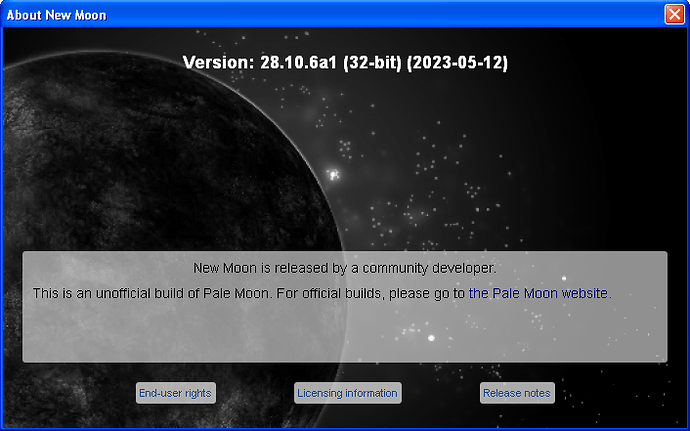 About New Moon
Version: 28.10.6a1 (32-bit) (2023-05-12)
New Moon is released by a community developer.
This is an unofficial build of Pale Moon. For official builds, please go to the Pale Moon website.
End-user rights
Licensing information
Release notes